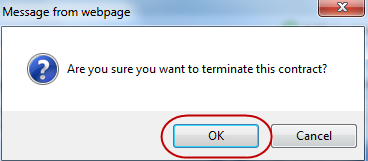 Message from webpage
Are you sure you want to terminate this contract?
OK
Cancel